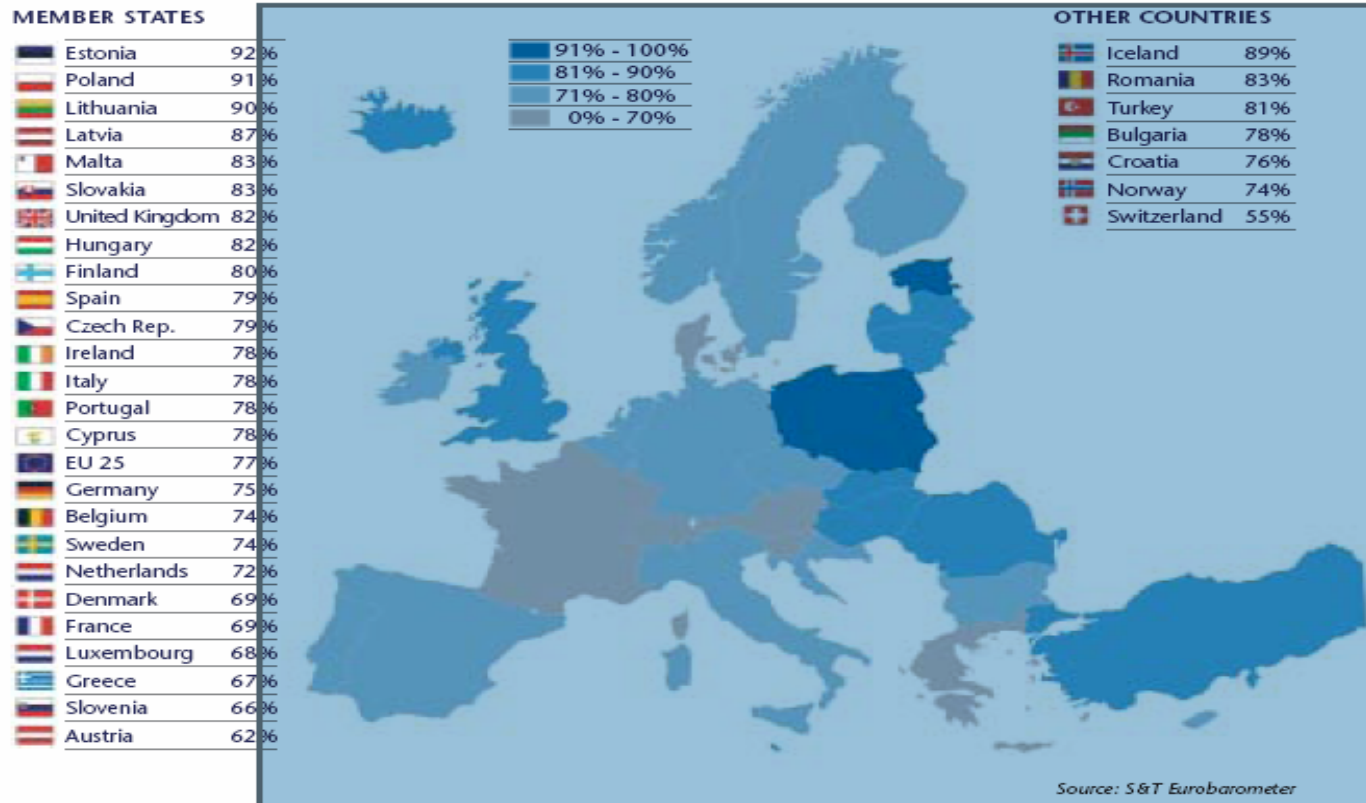 MEMBER STATES
Estonia 92%
Poland 91%
Lithuania 90%
Latvia 87%
Malta 83%
Slovakia 83%
United Kingdom 82%
Hungary 82%
Finland 80%
Spain 79%
Czech Rep. 79%
Ireland 78%
Italy 78%
Portugal 78%
Cyprus 78%
EU 25 77%
Germany 75%
Belgium 74%
Sweden 74%
Netherlands 72%
Denmark 69%
France 69%
Luxembourg 68%
Greece 67%
Slovenia 66%
Austria 62%
91% - 100%
81% - 90%
71% - 80%
0% - 70%
OTHER COUNTRIES
Iceland 89%
Romania 83%
Turkey 81%
Bulgaria 78%
Croatia 76%
Norway 74%
Switzerland 55%
Source: S&T Eurobarometer